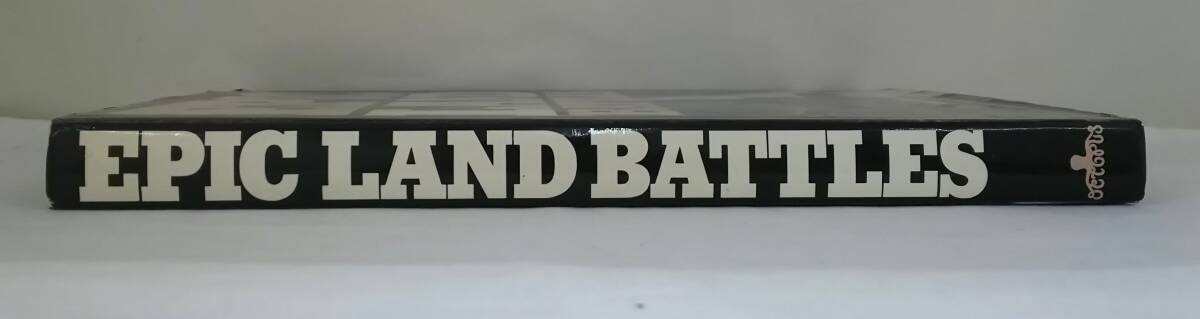 EPIC LAND BATTLES
octopus